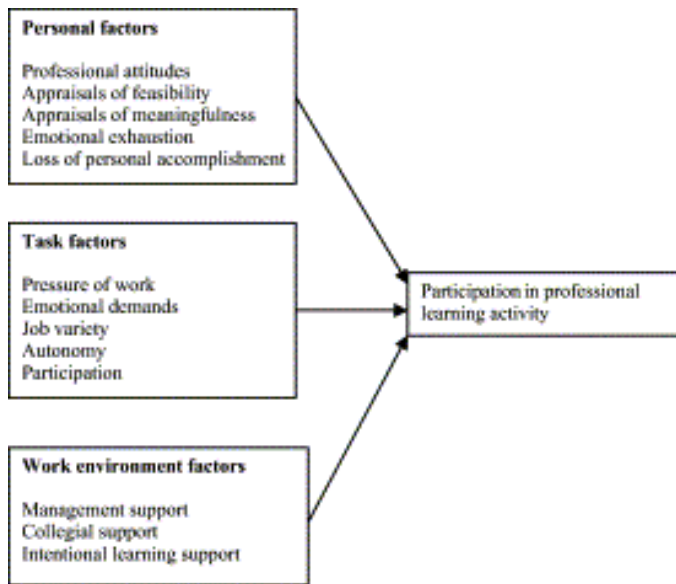 Personal factors
Professional attitudes
Appraisals of feasibility
Appraisals of meaningfulness
Emotional exhaustion
Loss of personal accomplishment
Task factors
Pressure of work
Emotional demands
Job variety
Autonomy
Participation
Participation in professional
learning activity
Work environment factors
Management support
Collegial support
Intentional learning support